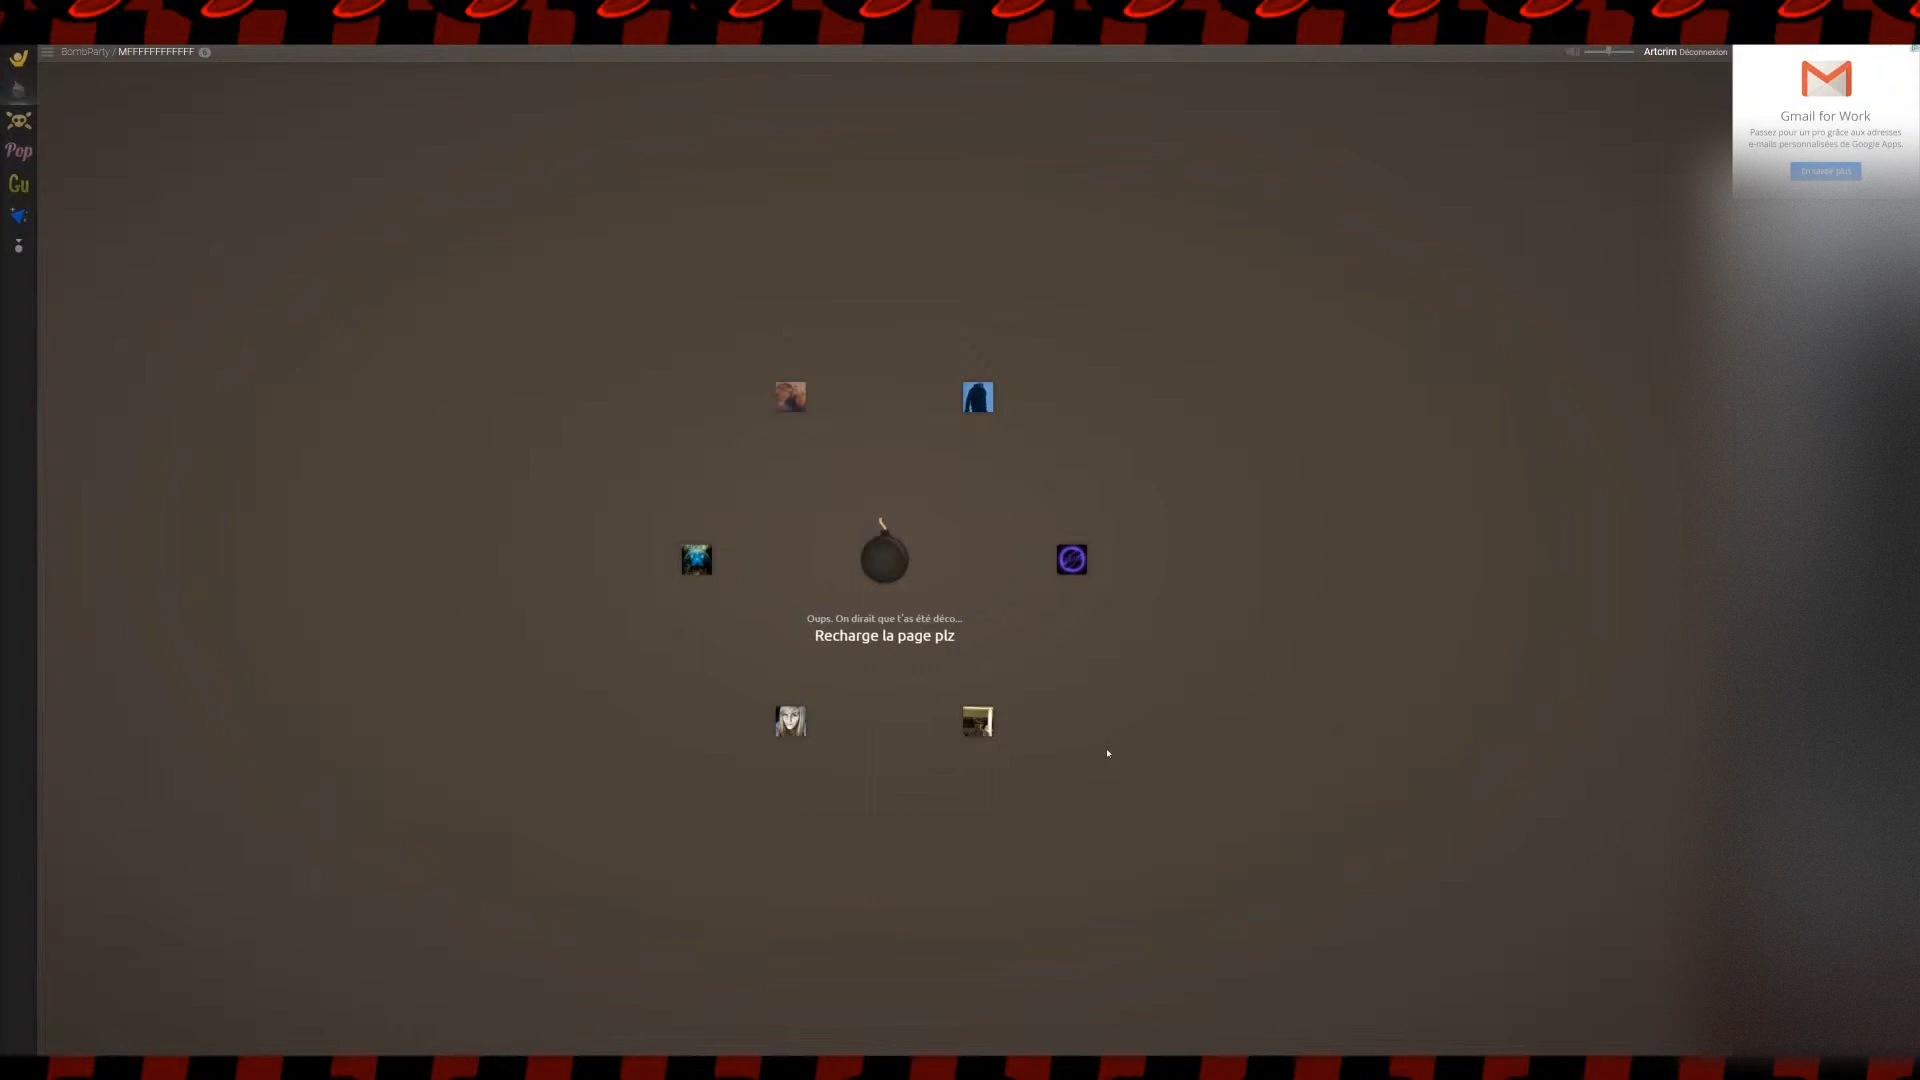 BombParty / MFFFFFFFFFFFF 6
Artcrim Déconnexion
Pop
Gu
Gmail for Work
Passez pour un pro grâce aux adresses
e-mails personnalisées de Google Apps.
En savoir plus
Oups. On dirait que t'as été déco...
Recharge la page plz